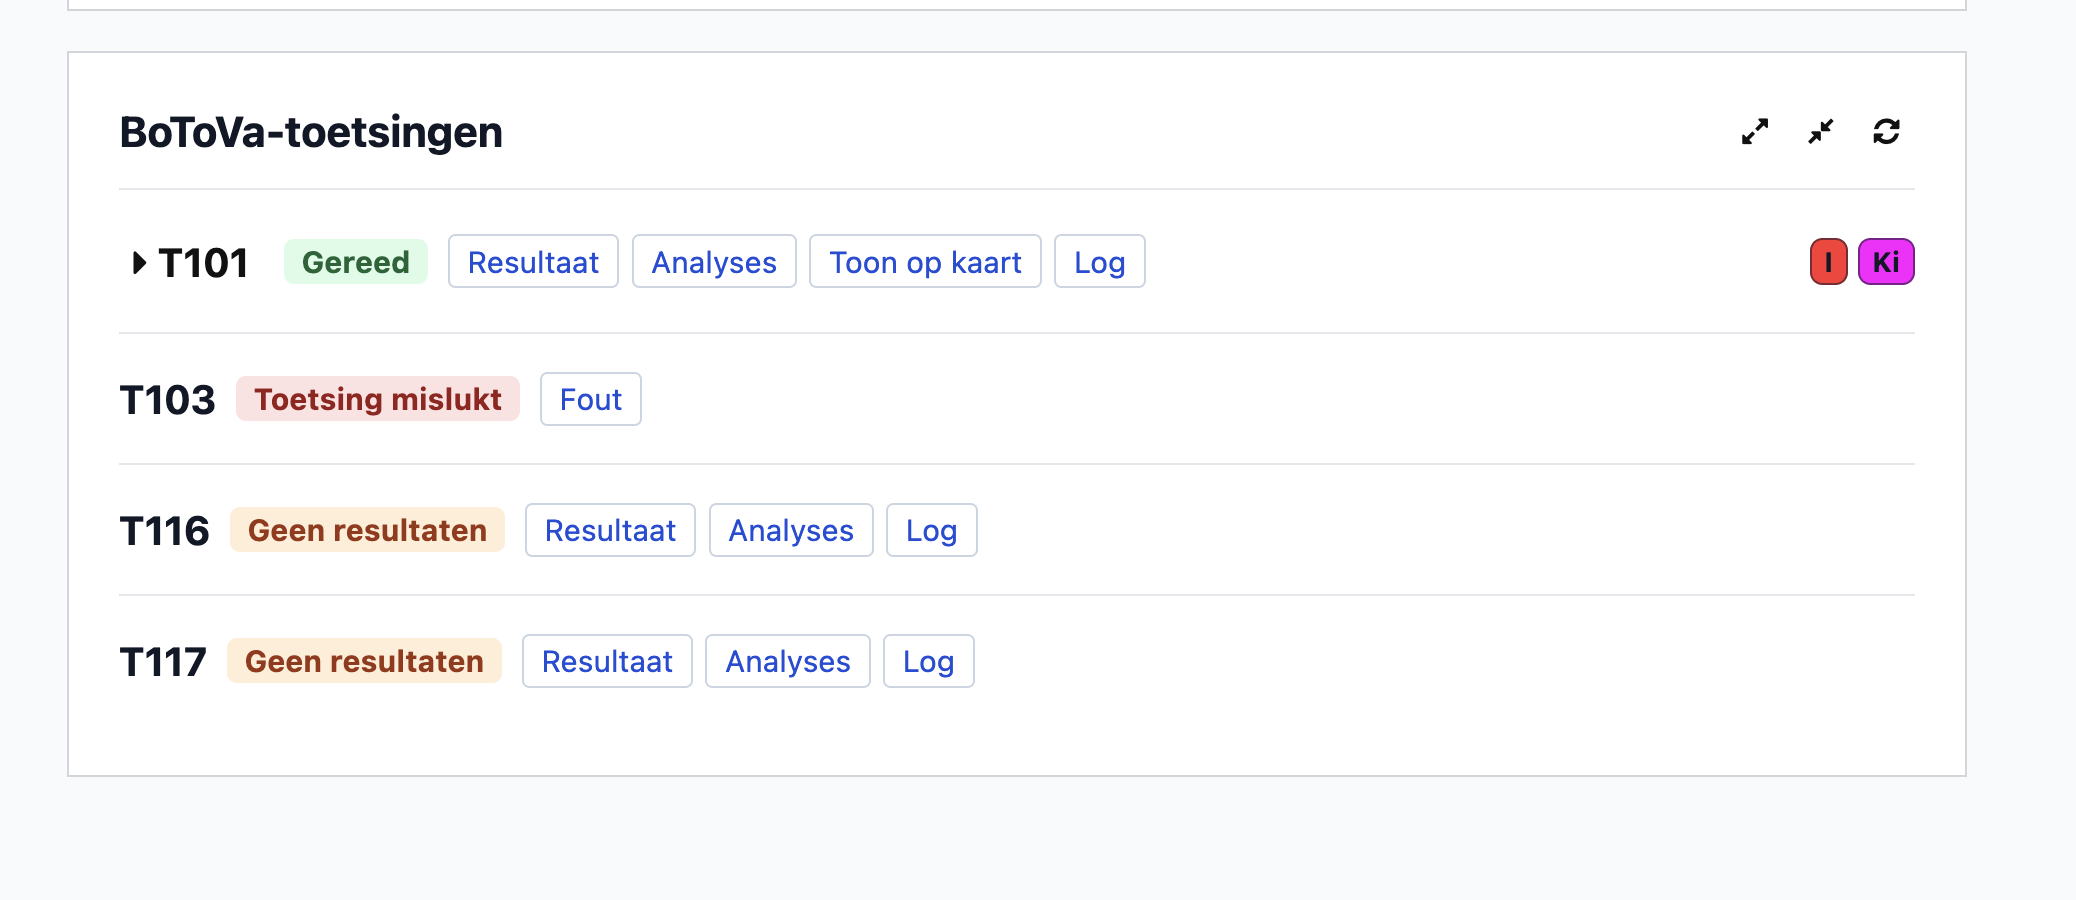 BoToVa-toetsingen
T101 Gereed Resultaat Analyses Toon op kaart Log I Ki
T103 Toetsing mislukt Fout
T116 Geen resultaten Resultaat Analyses Log
T117 Geen resultaten Resultaat Analyses Log